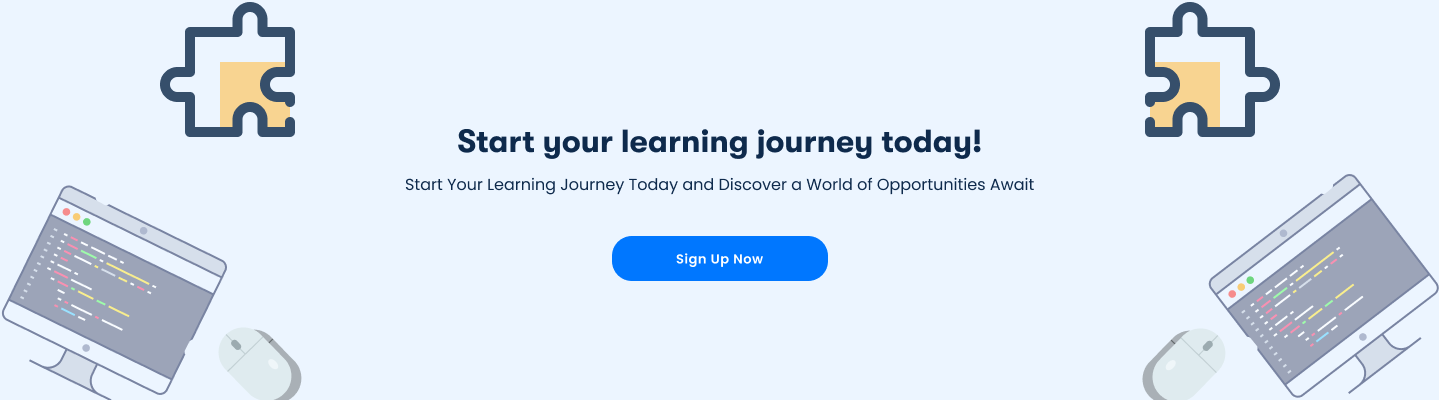 Start your learning journey today!
Start Your Learning Journey Today and Discover a World of Opportunities Await
Sign Up Now